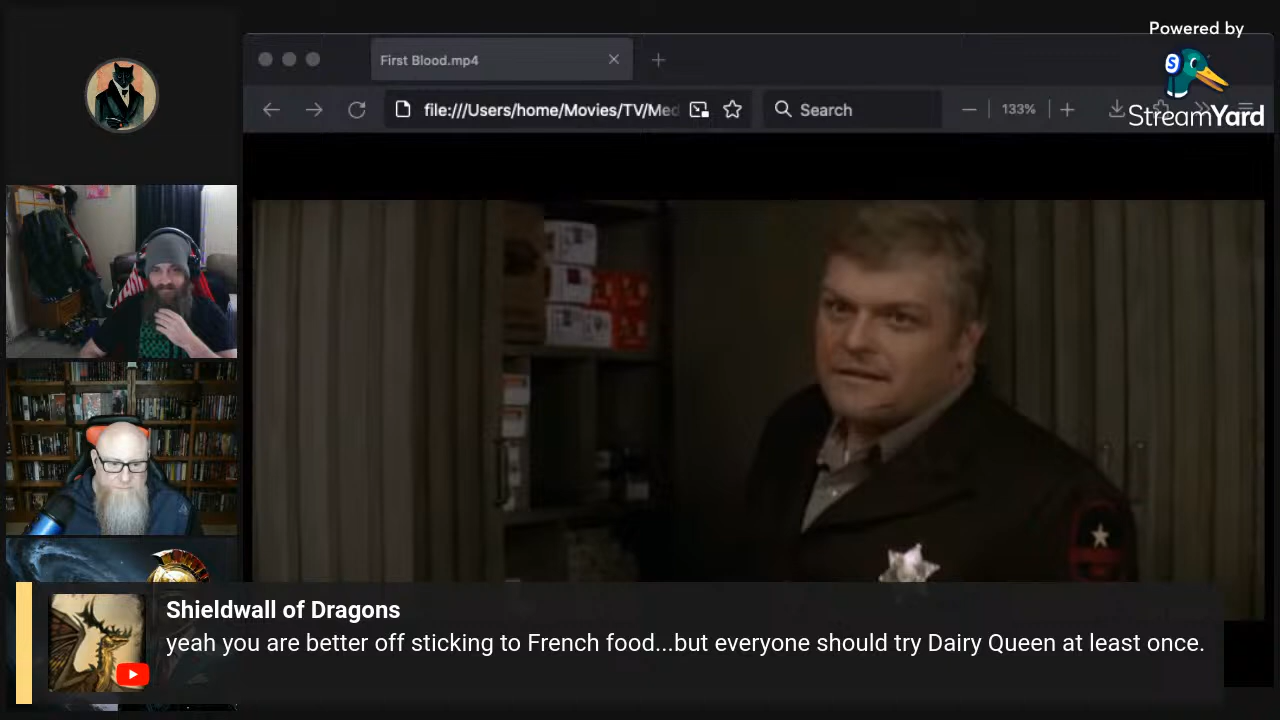 Powered by
StreamYard
First Blood.mp4
file:///Users/home/Movies/TV/Med
Search
133%
Shieldwall of Dragons
yeah you are better off sticking to French food...but everyone should try Dairy Queen at least once.